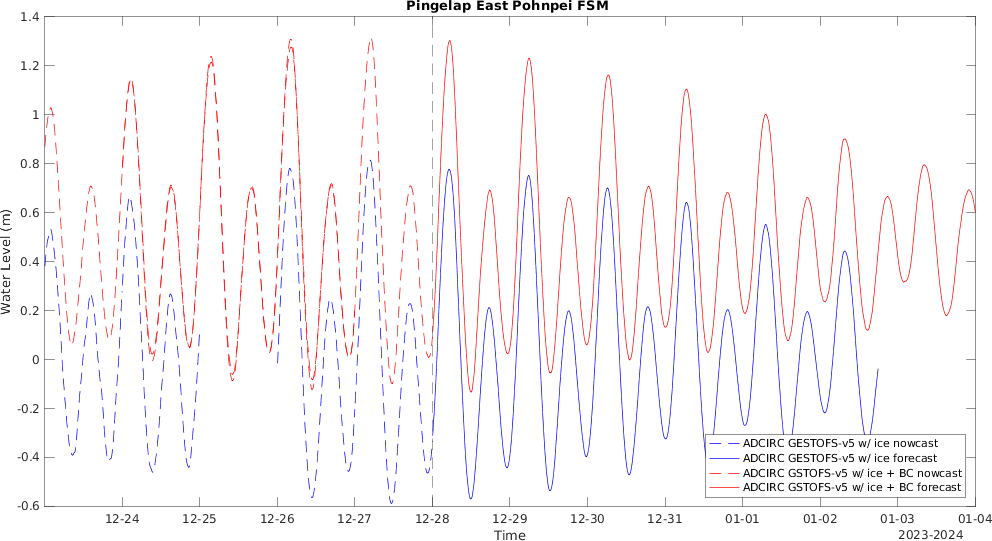 Pingelap East Pohnpei FSM
1.4
1.2
1
0.8
0.6
0.4
0.2
0
-0.2
-0.4
-0.6
Water Level (m)
ADCIRC GESTOFS-v5 w/ ice nowcast
ADCIRC GESTOFS-v5 w/ ice forecast
ADCIRC GSTOFS-v5 w/ ice + BC nowcast
ADCIRC GSTOFS-v5 w/ ice + BC forecast
12-24 12-25 12-26 12-27 12-28 12-29 12-30 12-31 01-01 01-02 01-03 01-04
Time
2023-2024